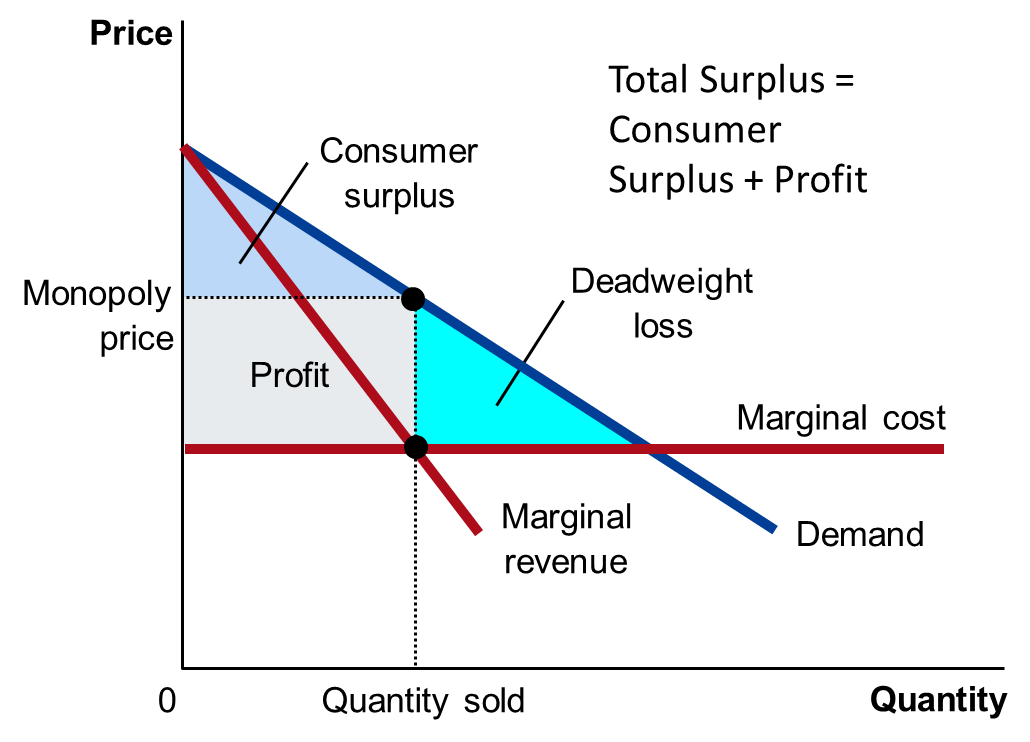 Price
Total Surplus =
Consumer
Surplus + Profit
Consumer
surplus
Deadweight
loss
Monopoly
price
Profit
Marginal cost
Marginal
revenue
Demand
0
Quantity sold
Quantity